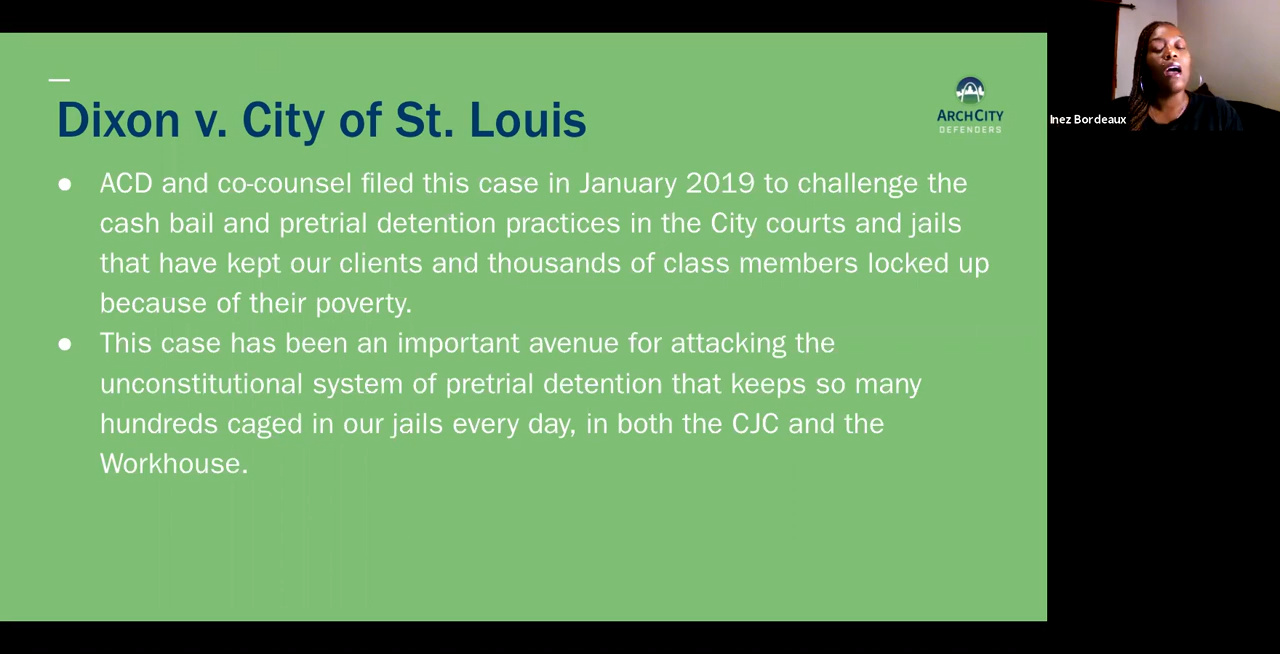 Dixon v. City of St. Louis
ARCHCITY
DEFENDERS
Inez Bordeaux
● ACD and co-counsel filed this case in January 2019 to challenge the
cash bail and pretrial detention practices in the City courts and jails
that have kept our clients and thousands of class members locked up
because of their poverty.
● This case has been an important avenue for attacking the
unconstitutional system of pretrial detention that keeps so many
hundreds caged in our jails every day, in both the CJC and the
Workhouse.